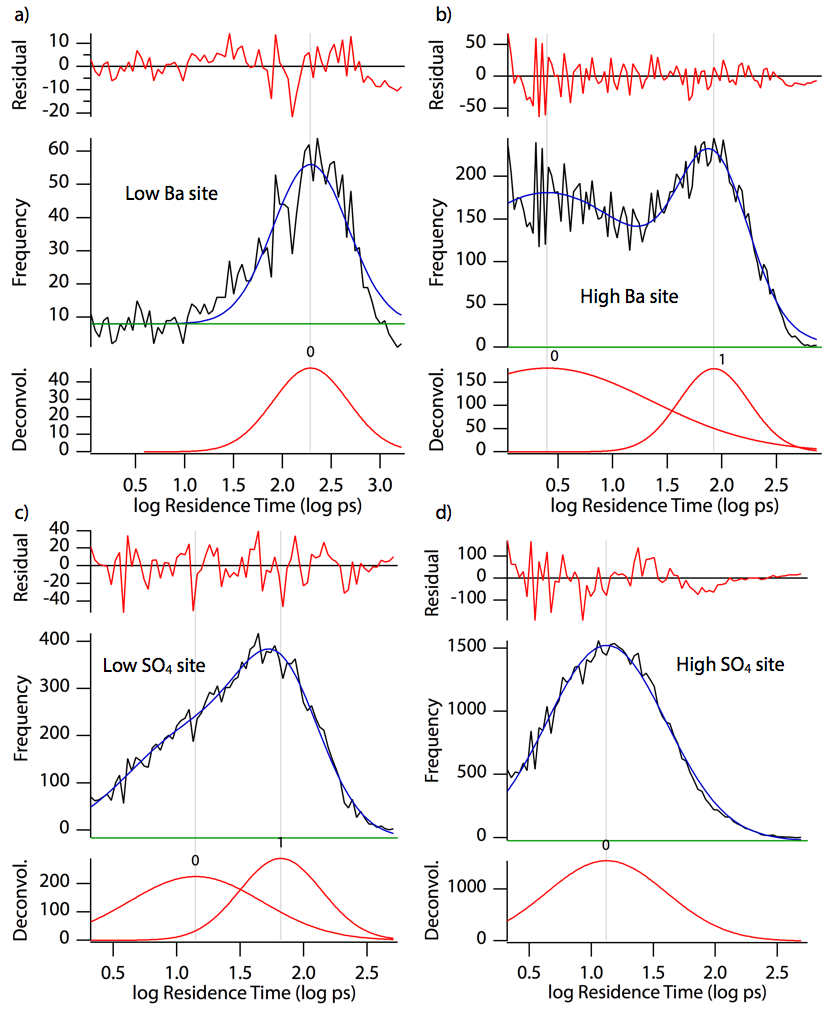 a)
Residual
10
0
-10
-20
Frequency
60
50
40
30
20
10
Low Ba site
0
Deconvol.
40
30
20
10
0
0.5 1.0 1.5 2.0 2.5 3.0
log Residence Time (log ps)
b)
Residual
50
0
-50
Frequency
200
150
100
50
0
High Ba site
0 1
Deconvol.
150
100
50
0
0.5 1.0 1.5 2.0 2.5
log Residence Time (log ps)
c)
Residual
40
20
0
-20
-40
Frequency
400
300
200
100
0
Low SO₄ site
0 1
Deconvol.
200
100
0
0.5 1.0 1.5 2.0 2.5
log Residence Time (log ps)
d)
Residual
100
0
-100
Frequency
1500
1000
500
0
High SO₄ site
0
Deconvol.
1000
0
0.5 1.0 1.5 2.0 2.5
log Residence Time (log ps)